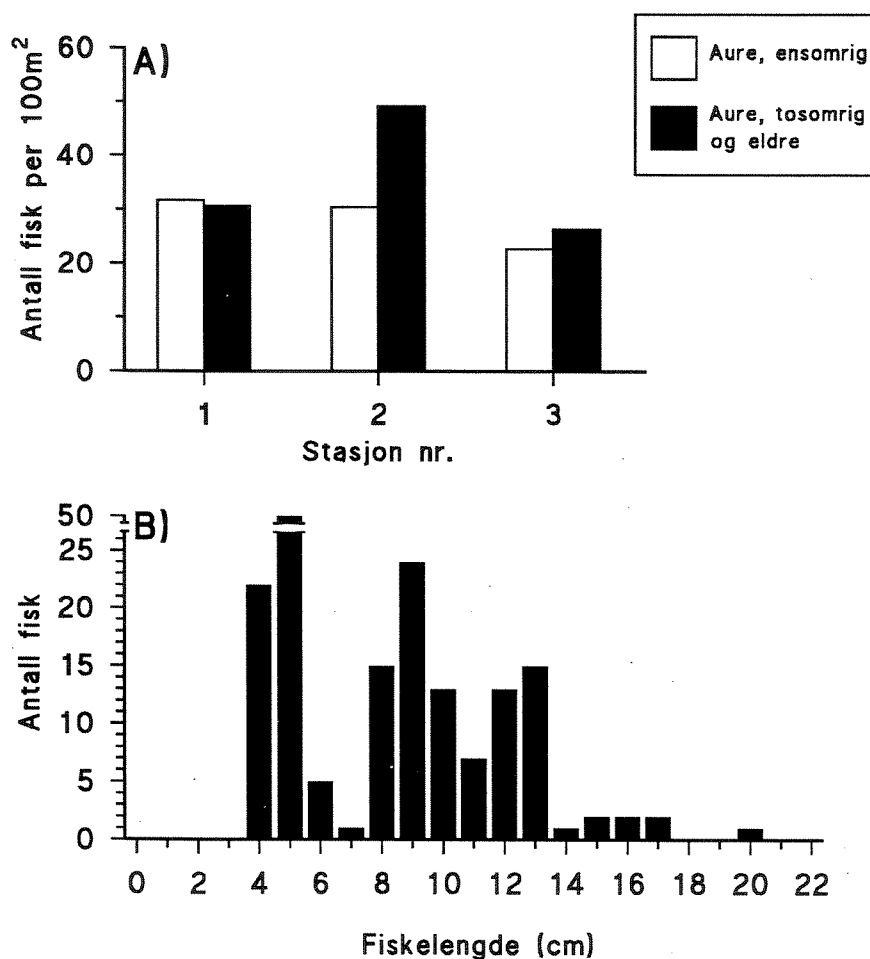 A)
Antall fisk per 100m²
60
40
20
0
1 2 3
Stasjon nr.
Aure, ensomrig
Aure, tosomrig
og eldre
B)
Antall fisk
50
25
20
15
10
5
0
0 2 4 6 8 10 12 14 16 18 20 22
Fiskelengde (cm)